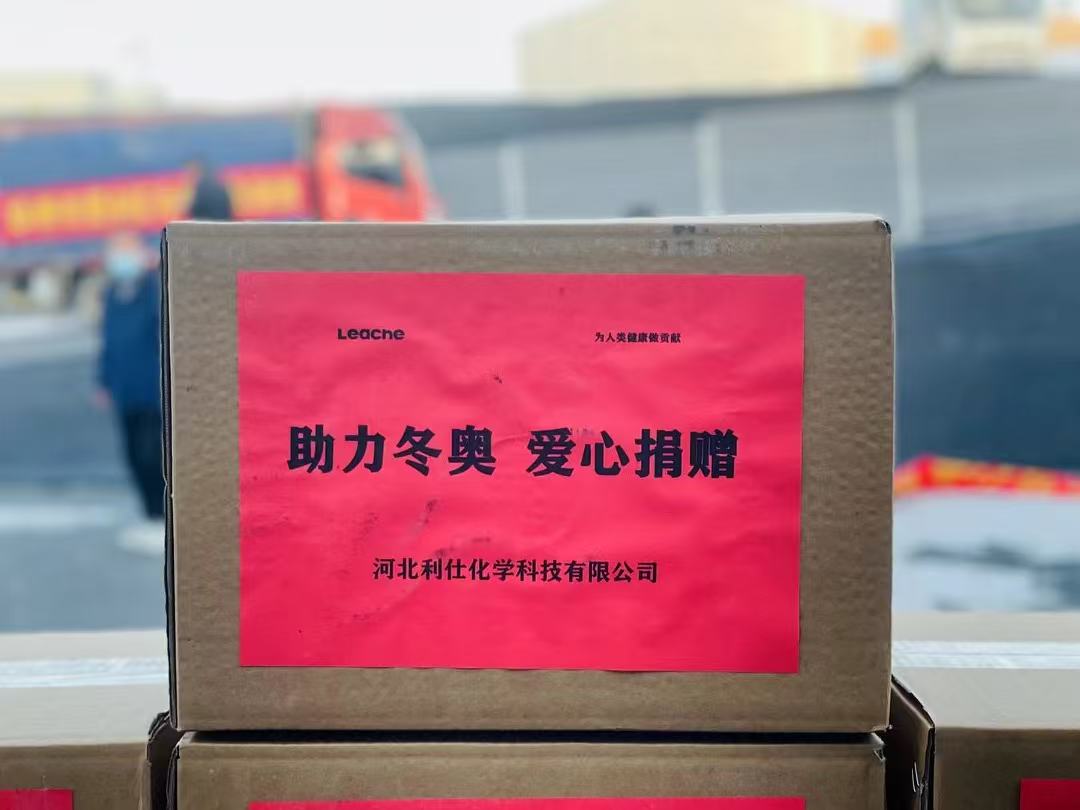 Leache 为人类健康做贡献
助力冬奥 爱心捐赠
河北利仕化学科技有限公司